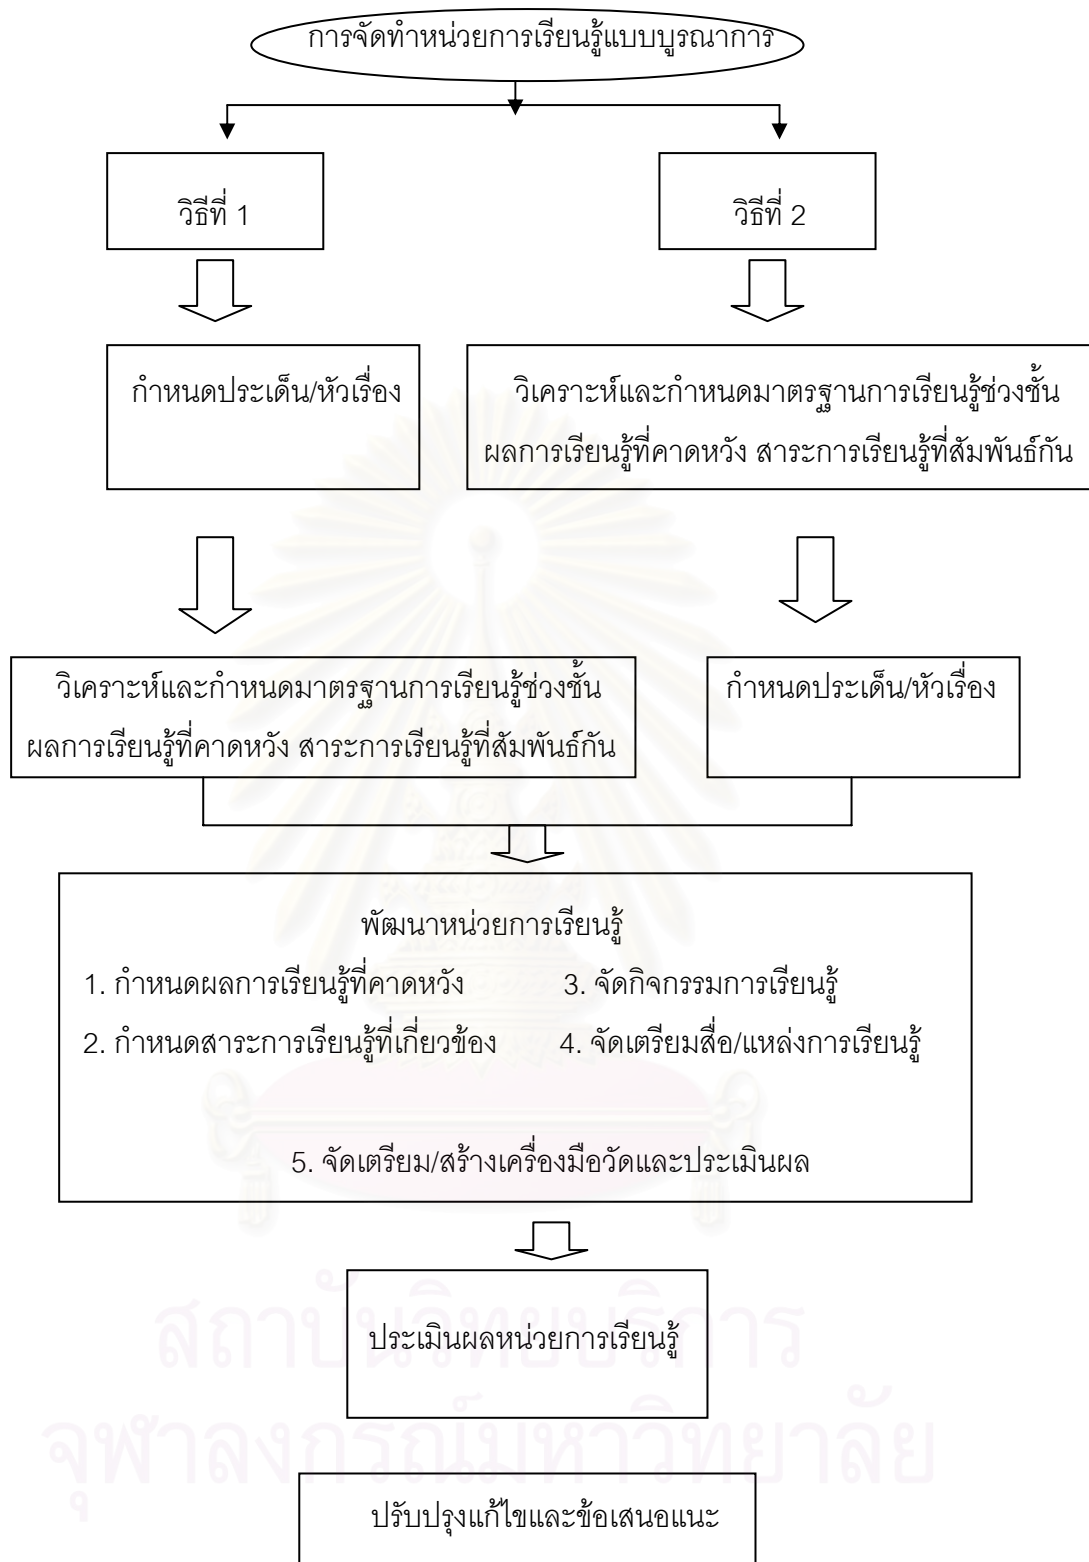 การจัดทำหน่วยการเรียนรู้แบบบูรณาการ
วิธีที่ 1
วิธีที่ 2
กำหนดประเด็น/หัวเรื่อง
วิเคราะห์และกำหนดมาตรฐานการเรียนรู้ช่วงชั้น
ผลการเรียนรู้ที่คาดหวัง สาระการเรียนรู้ที่สัมพันธ์กัน
วิเคราะห์และกำหนดมาตรฐานการเรียนรู้ช่วงชั้น
ผลการเรียนรู้ที่คาดหวัง สาระการเรียนรู้ที่สัมพันธ์กัน
กำหนดประเด็น/หัวเรื่อง
พัฒนาหน่วยการเรียนรู้
1. กำหนดผลการเรียนรู้ที่คาดหวัง 3. จัดกิจกรรมการเรียนรู้
2. กำหนดสาระการเรียนรู้ที่เกี่ยวข้อง 4. จัดเตรียมสื่อ/แหล่งการเรียนรู้
5. จัดเตรียม/สร้างเครื่องมือวัดและประเมินผล
ประเมินผลหน่วยการเรียนรู้
สถาบันวิทยบริการ
จุฬาลงกรณ์มหาวิทยาลัย
ปรับปรุงแก้ไขและข้อเสนอแนะ